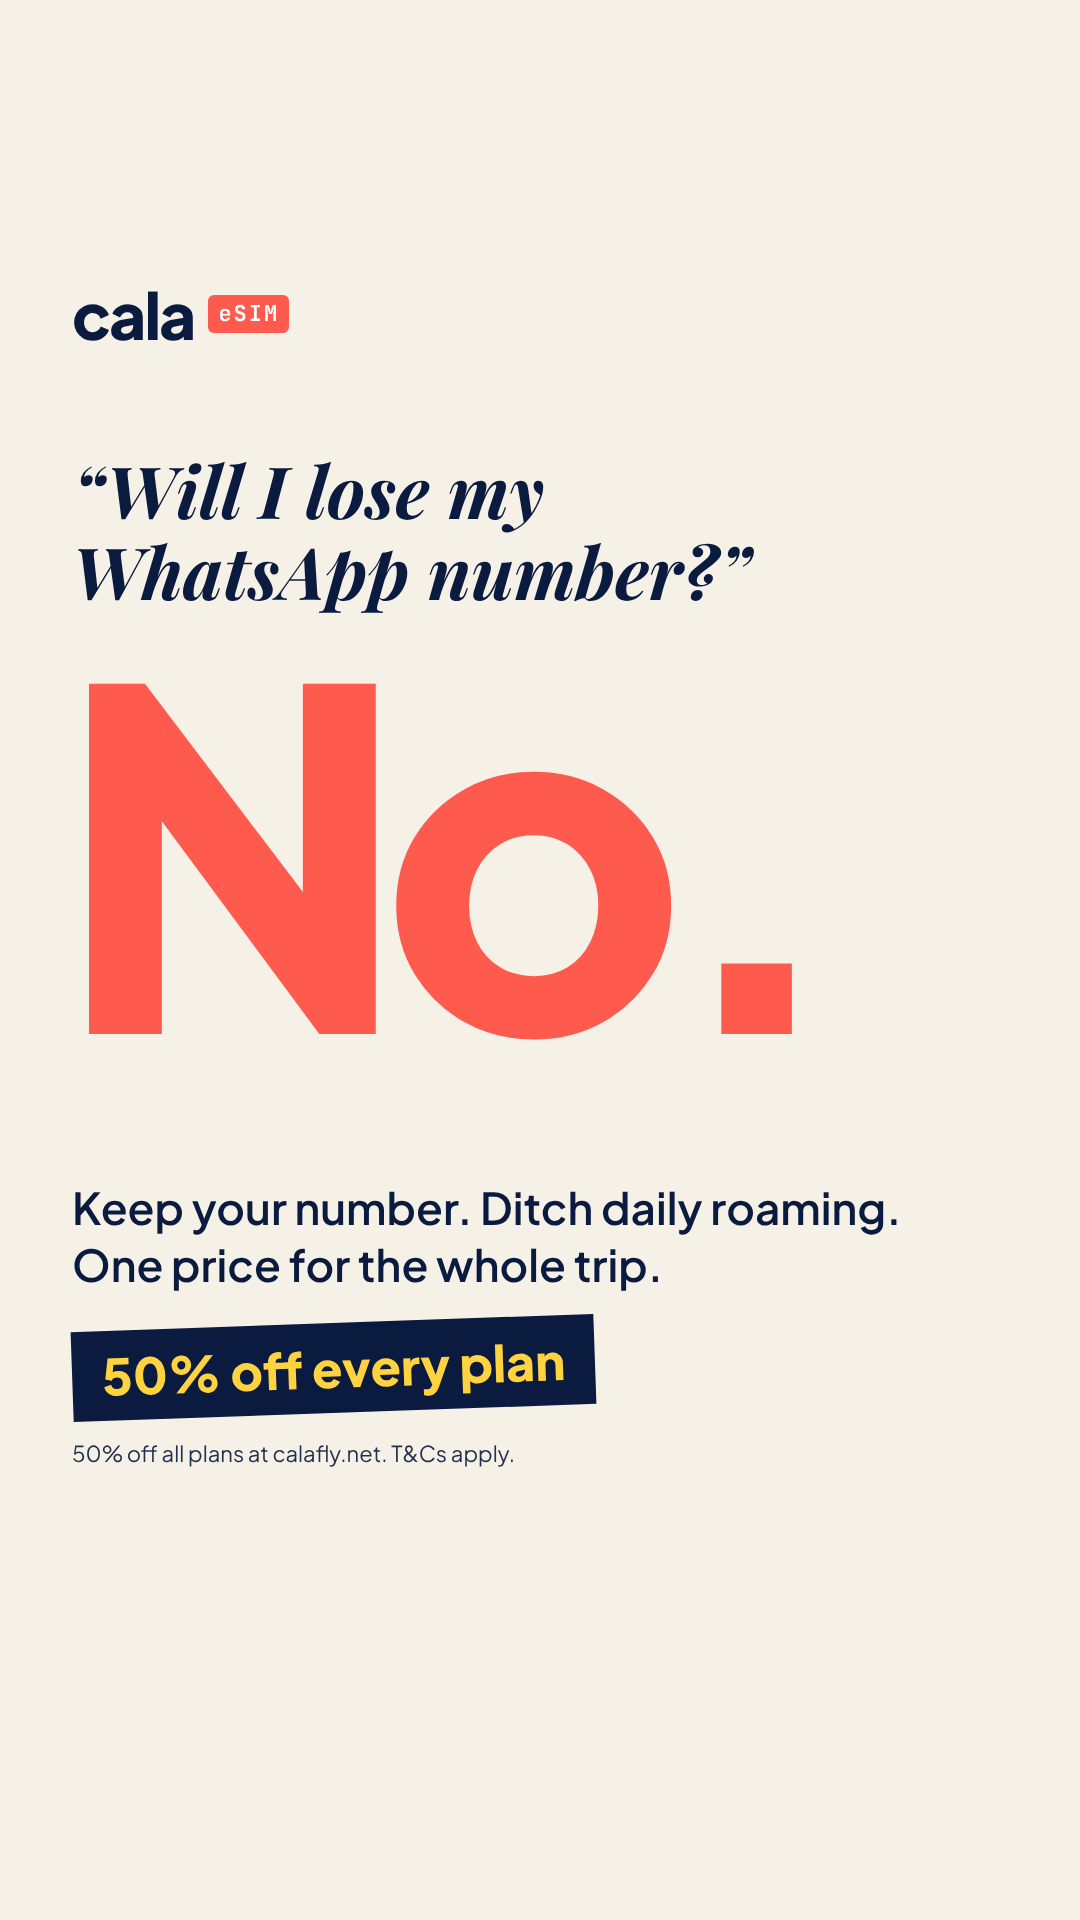 cala eSIM
“Will I lose my
WhatsApp number?”
No.
Keep your number. Ditch daily roaming.
One price for the whole trip.
50% off every plan
50% off all plans at calafly.net. T&Cs apply.